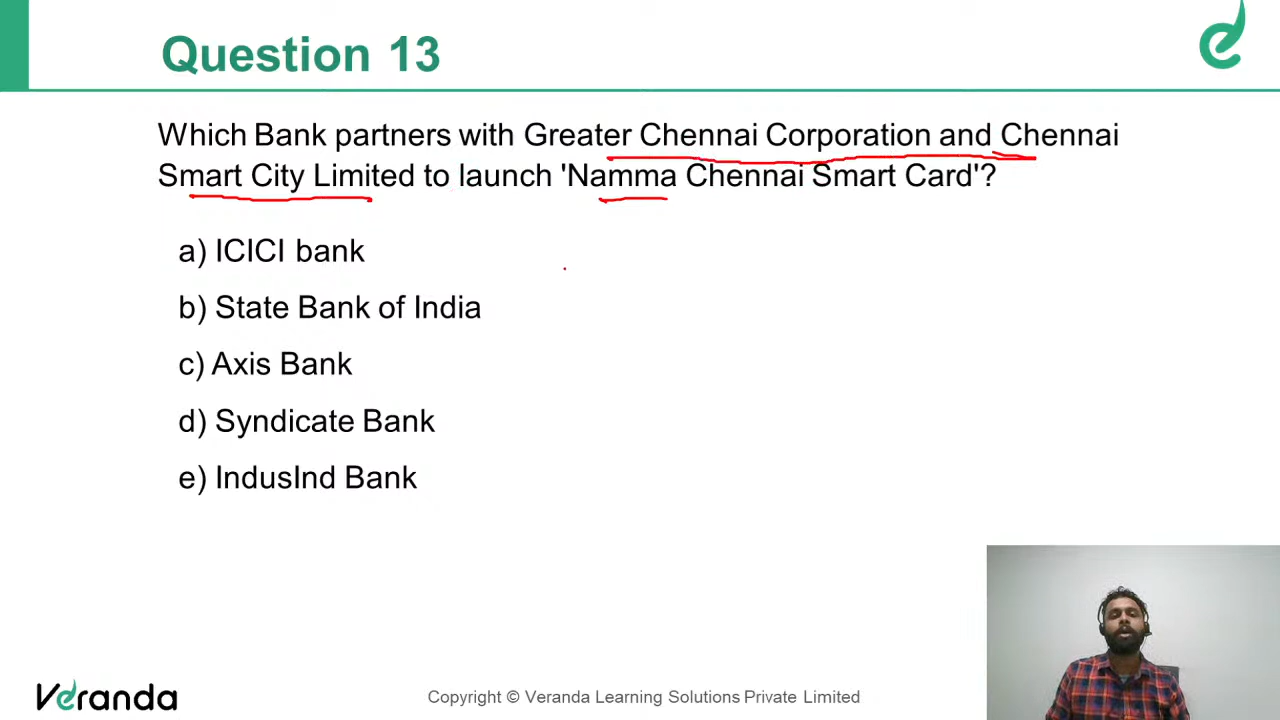 Question 13
Which Bank partners with Greater Chennai Corporation and Chennai
Smart City Limited to launch 'Namma Chennai Smart Card'?
a) ICICI bank
b) State Bank of India
c) Axis Bank
d) Syndicate Bank
e) IndusInd Bank
Veranda
Copyright © Veranda Learning Solutions Private Limited